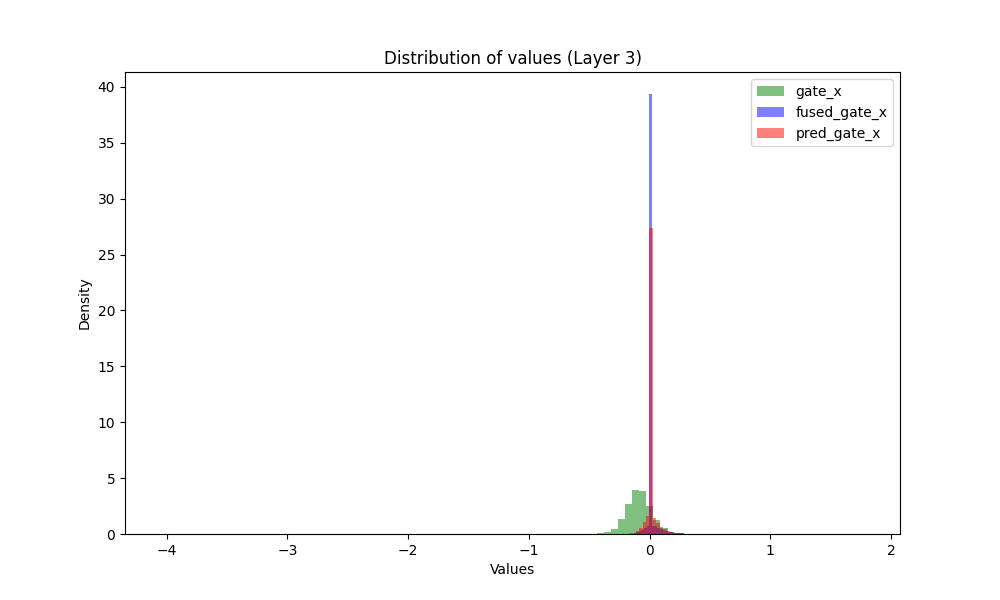 Distribution of values (Layer 3)
gate_x
fused_gate_x
pred_gate_x
Density
40
35
30
25
20
15
10
5
0
−4
−3
−2
−1
0
1
2
Values